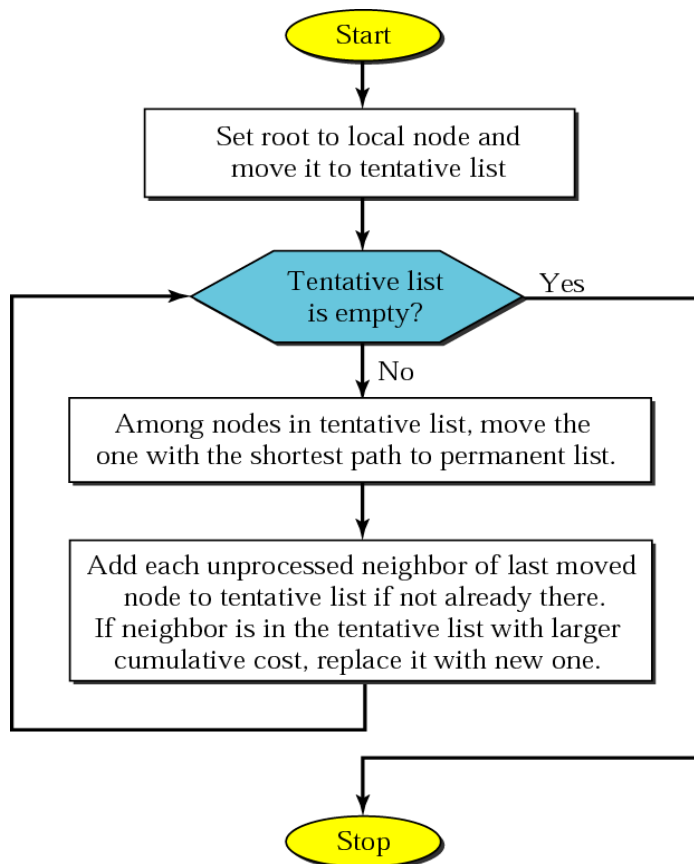 Start
Set root to local node and
move it to tentative list
Tentative list
is empty?
Yes
No
Among nodes in tentative list, move the
one with the shortest path to permanent list.
Add each unprocessed neighbor of last moved
node to tentative list if not already there.
If neighbor is in the tentative list with larger
cumulative cost, replace it with new one.
Stop